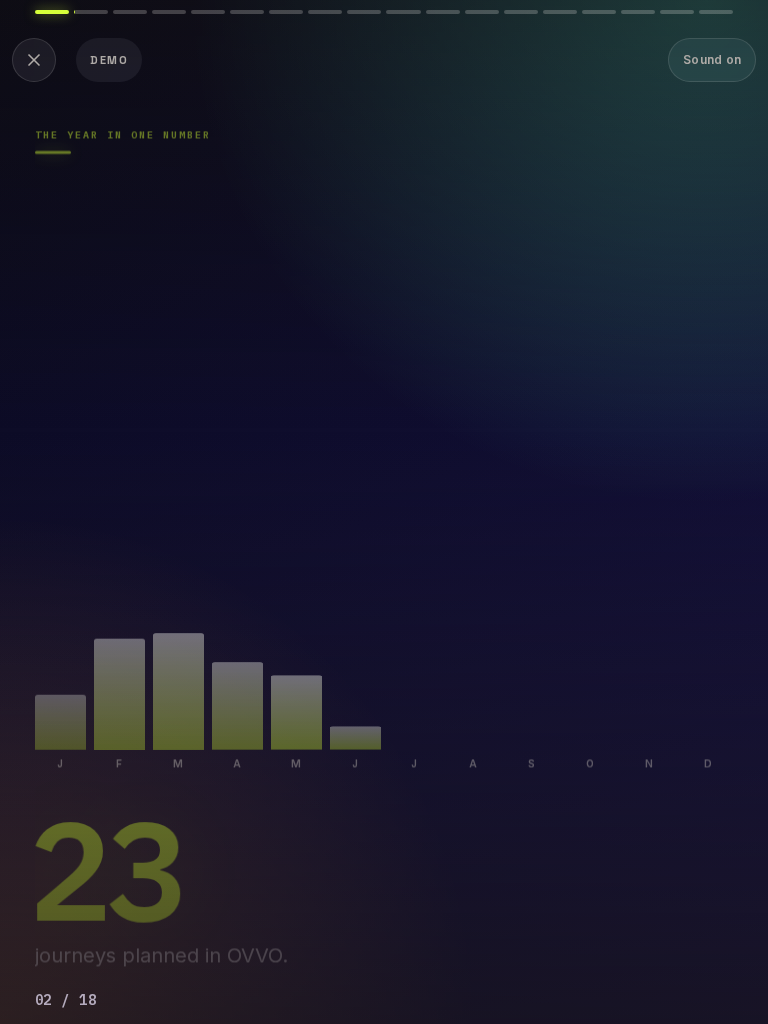 DEMO
Sound on
THE YEAR IN ONE NUMBER
J F M A M J J A S O N D
23
journeys planned in OVVO.
02 / 18